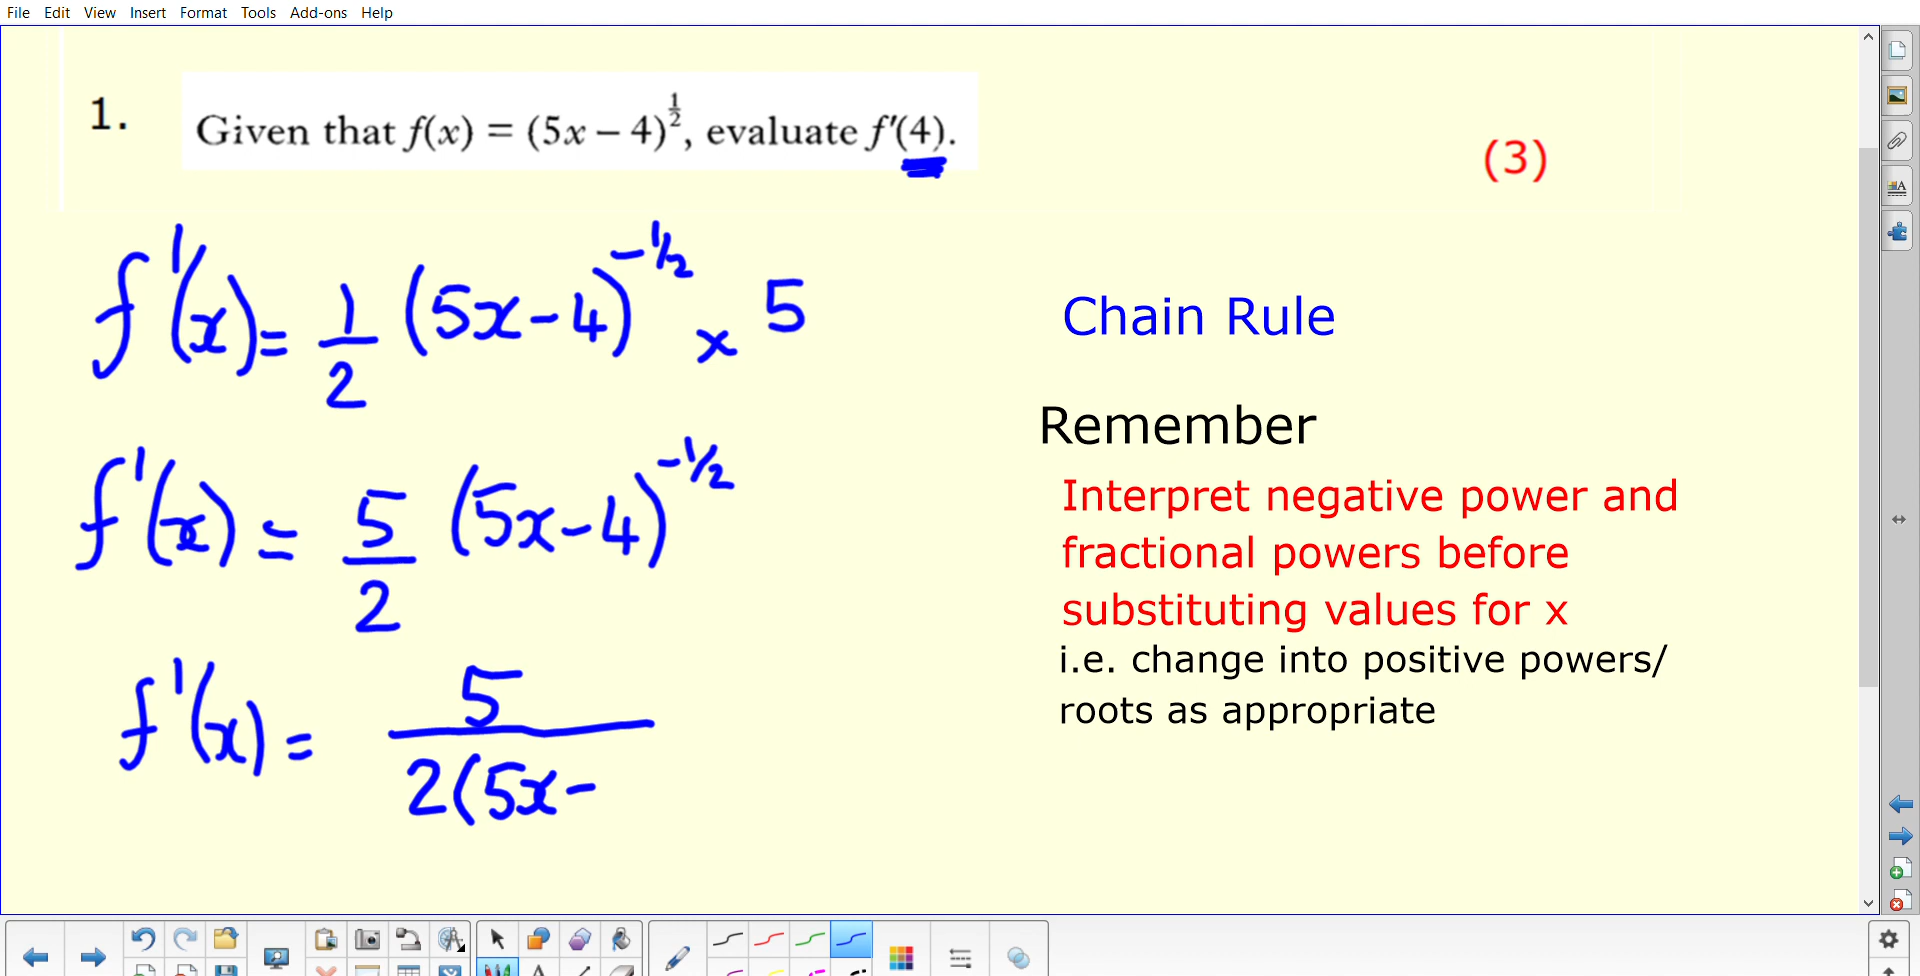 File Edit View Insert Format Tools Add-ons Help
1. Given that f(x) = (5x – 4)^{1/2}, evaluate f′(4).
(3)
f'(x) = 1/2 (5x-4)^{-1/2} × 5
Chain Rule
Remember
f'(x) = 5/2 (5x-4)^{-1/2}
Interpret negative power and
fractional powers before
substituting values for x
i.e. change into positive powers/
roots as appropriate
f'(x) = 5/2(5x-